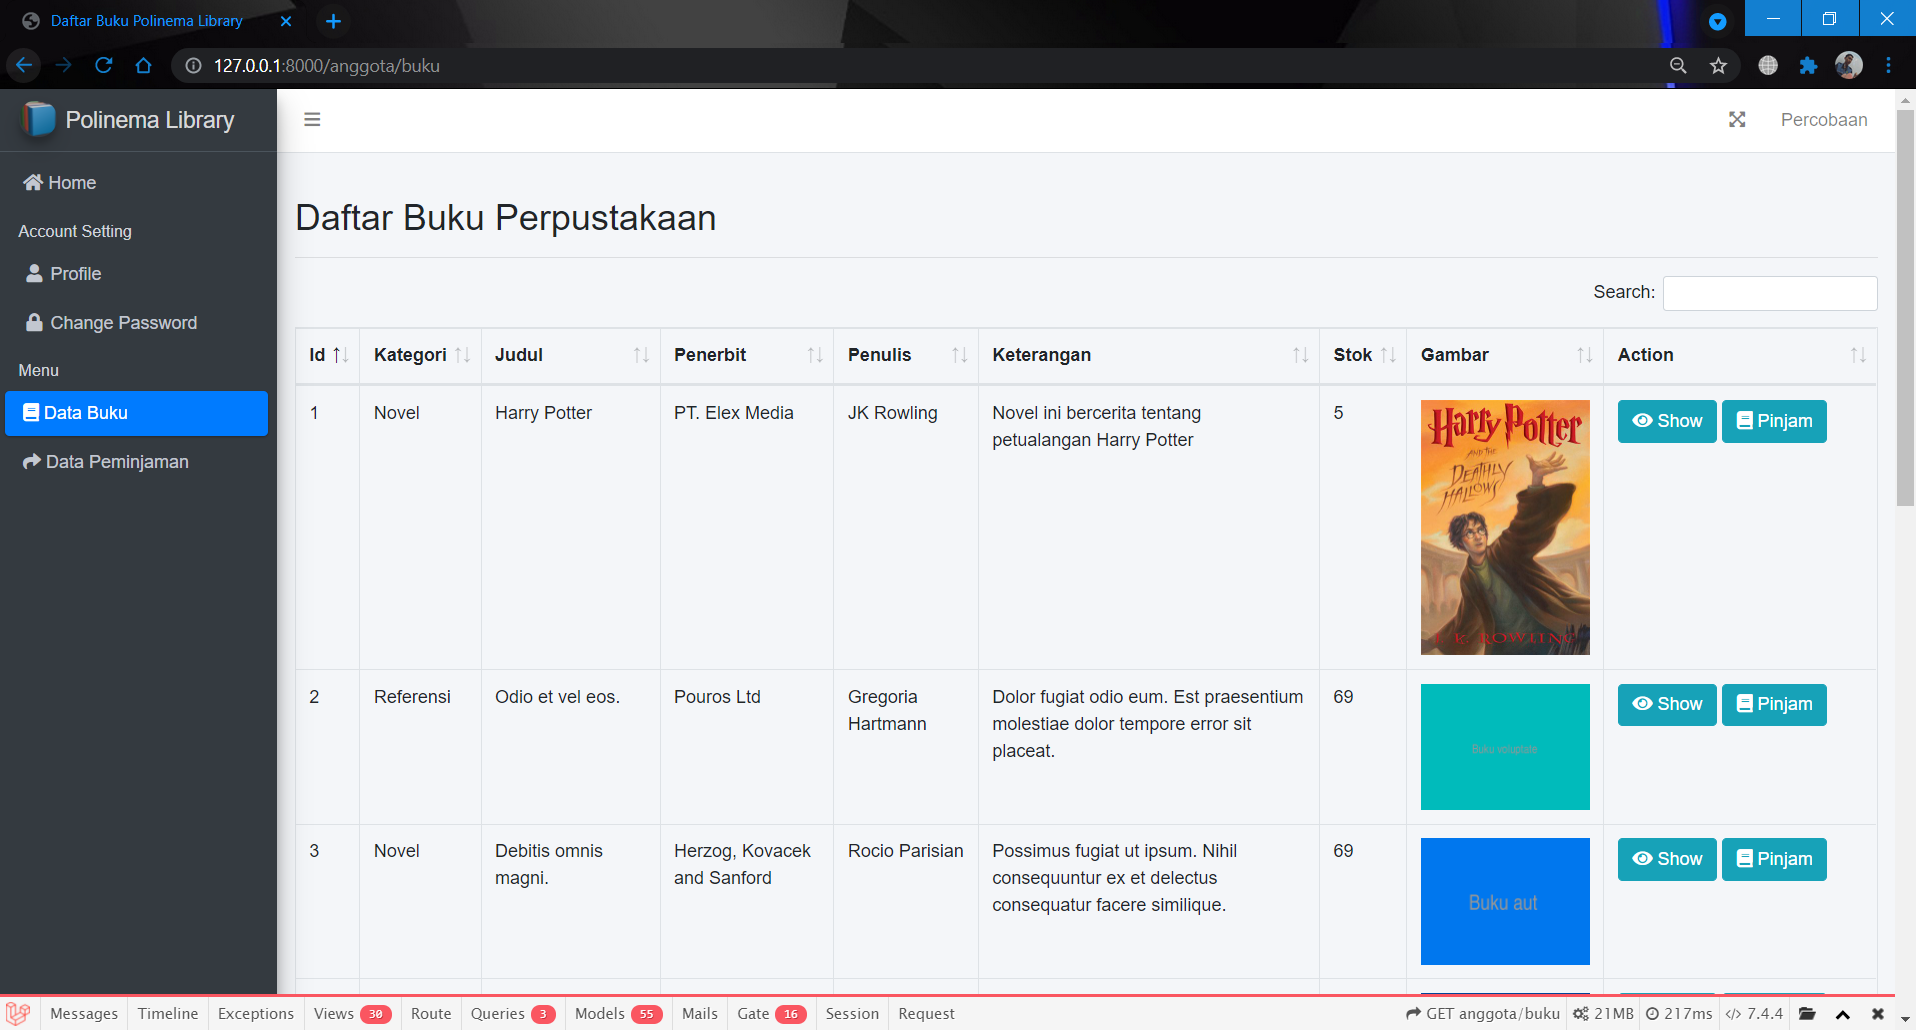 Daftar Buku Polinema Library
127.0.0.1:8000/anggota/buku
Polinema Library
Percobaan
Home
Account Setting
Profile
Change Password
Menu
Data Buku
Data Peminjaman
Daftar Buku Perpustakaan
Search:
Id Kategori Judul Penerbit Penulis Keterangan Stok Gambar Action
1 Novel Harry Potter PT. Elex Media JK Rowling Novel ini bercerita tentang 5 Show Pinjam
petualangan Harry Potter
Harry Potter
AND THE
DEATHLY
HALLOWS
J. K. ROWLING
2 Referensi Odio et vel eos. Pouros Ltd Gregoria Dolor fugiat odio eum. Est praesentium 69 Show Pinjam
Hartmann molestiae dolor tempore error sit
placeat.
Buku voluptate
3 Novel Debitis omnis Herzog, Kovacek Rocio Parisian Possimus fugiat ut ipsum. Nihil 69 Show Pinjam
magni. and Sanford consequuntur ex et delectus
consequatur facere similique.
Buku aut
Messages Timeline Exceptions Views 30 Route Queries 3 Models 55 Mails Gate 16 Session Request GET anggota/buku 21MB 217ms 7.4.4